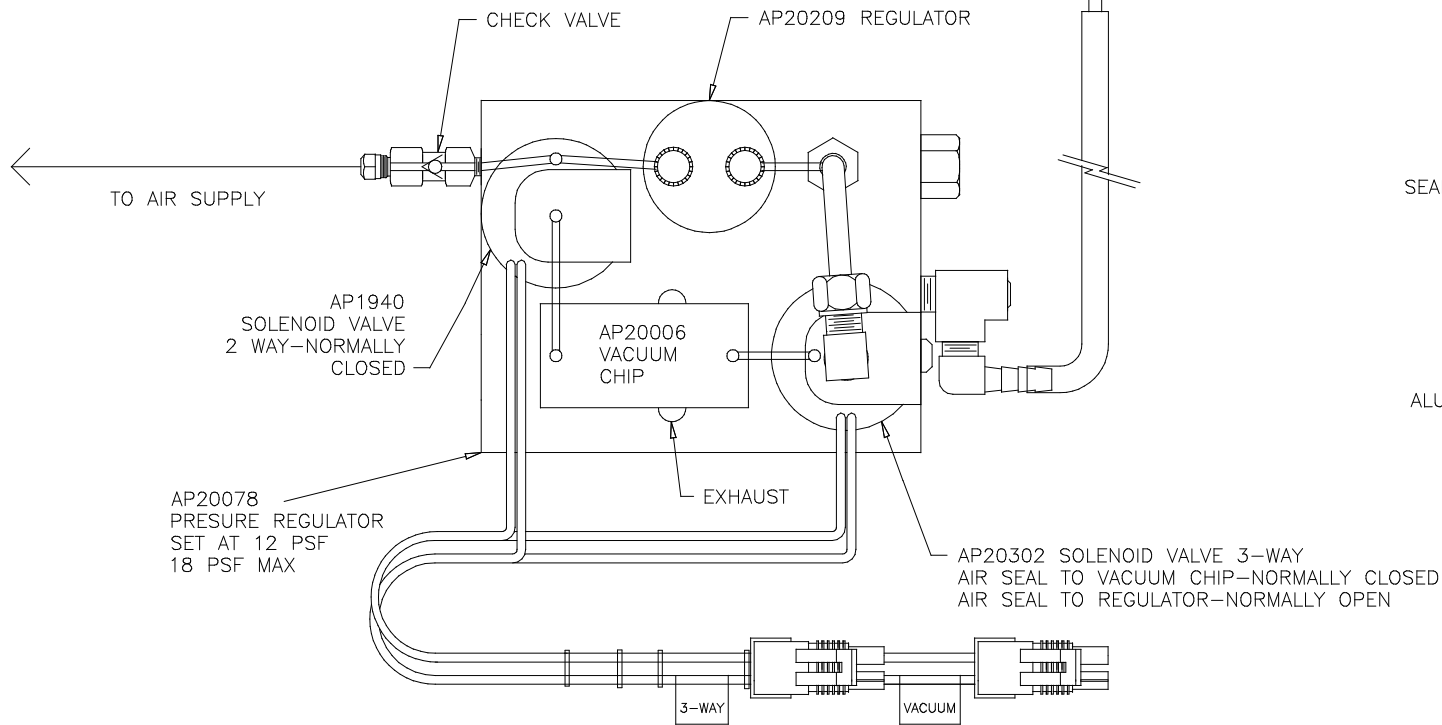 CHECK VALVE
AP20209 REGULATOR
TO AIR SUPPLY
SEA
AP1940
SOLENOID VALVE
2 WAY-NORMALLY
CLOSED
AP20006
VACUUM
CHIP
ALU
AP20078
PRESURE REGULATOR
SET AT 12 PSF
18 PSF MAX
EXHAUST
AP20302 SOLENOID VALVE 3-WAY
AIR SEAL TO VACUUM CHIP-NORMALLY CLOSED
AIR SEAL TO REGULATOR-NORMALLY OPEN
3-WAY
VACUUM